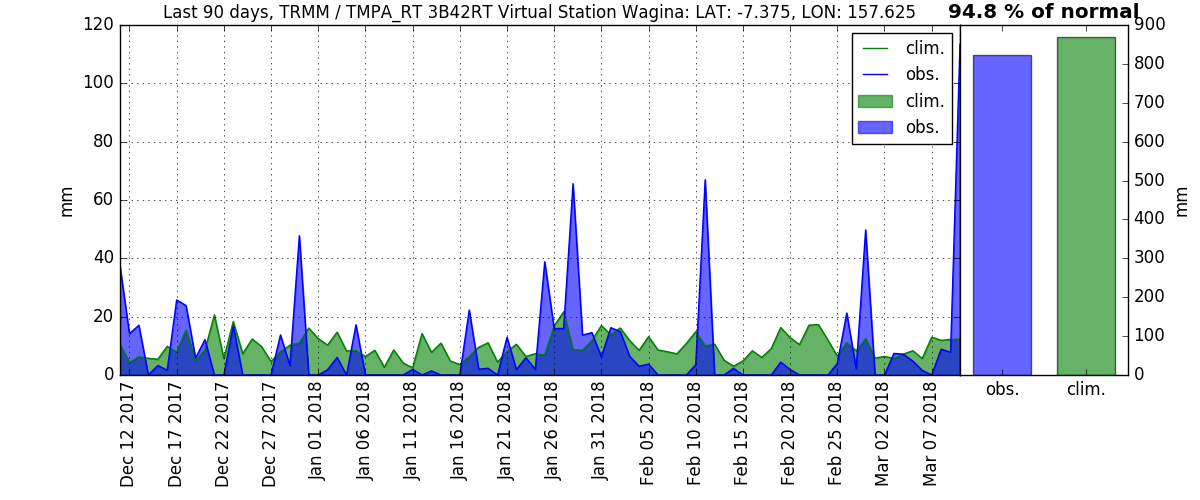 Last 90 days, TRMM / TMPA_RT 3B42RT Virtual Station Wagina: LAT: -7.375, LON: 157.625
94.8 % of normal
120
100
80
60
40
20
0
mm
clim.
obs.
clim.
obs.
900
800
700
600
500
400
300
200
100
0
mm
obs.
clim.
Dec 12 2017
Dec 17 2017
Dec 22 2017
Dec 27 2017
Jan 01 2018
Jan 06 2018
Jan 11 2018
Jan 16 2018
Jan 21 2018
Jan 26 2018
Jan 31 2018
Feb 05 2018
Feb 10 2018
Feb 15 2018
Feb 20 2018
Feb 25 2018
Mar 02 2018
Mar 07 2018